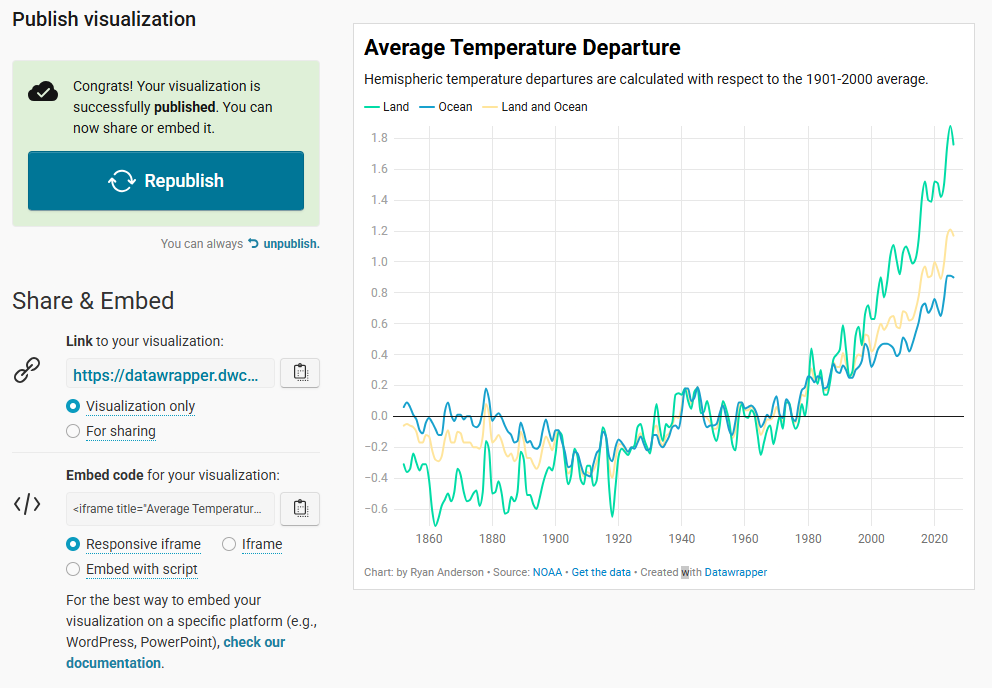 Publish visualization
Congrats! Your visualization is
successfully published. You can
now share or embed it.
Republish
You can always unpublish.
Share & Embed
Link to your visualization:
https://datawrapper.dwc...
Visualization only
For sharing
Embed code for your visualization:
<iframe title="Average Temperatur...
Responsive iframe
Iframe
Embed with script
For the best way to embed your
visualization on a specific platform (e.g.,
WordPress, PowerPoint), check our
documentation.
Average Temperature Departure
Hemispheric temperature departures are calculated with respect to the 1901-2000 average.
Land Ocean Land and Ocean
1.8
1.6
1.4
1.2
1.0
0.8
0.6
0.4
0.2
0.0
−0.2
−0.4
−0.6
1860 1880 1900 1920 1940 1960 1980 2000 2020
Chart: by Ryan Anderson • Source: NOAA • Get the data • Created with Datawrapper